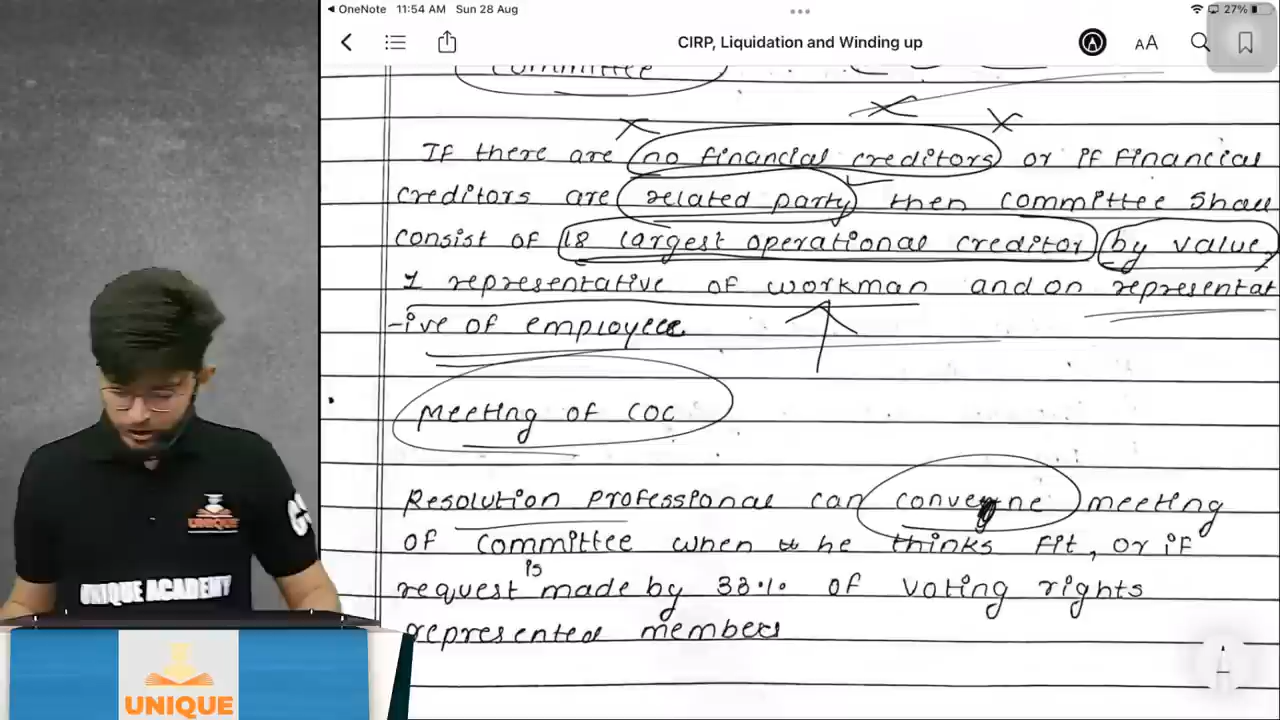 OneNote 11:54 AM Sun 28 Aug 27%
CIRP, Liquidation and Winding up
AA
committee
If there are no financial creditors or if financial
creditors are related party then committee shall
consist of 18 largest operational creditor by value,
1 representative of workman and on representat
-ive of employees.
Meeting of COC
Resolution professional can convene meeting
of committee when he thinks fit, or if
request is made by 33% of voting rights
represented members
UNIQUE
UNIQUE ACADEMY
UNIQUE